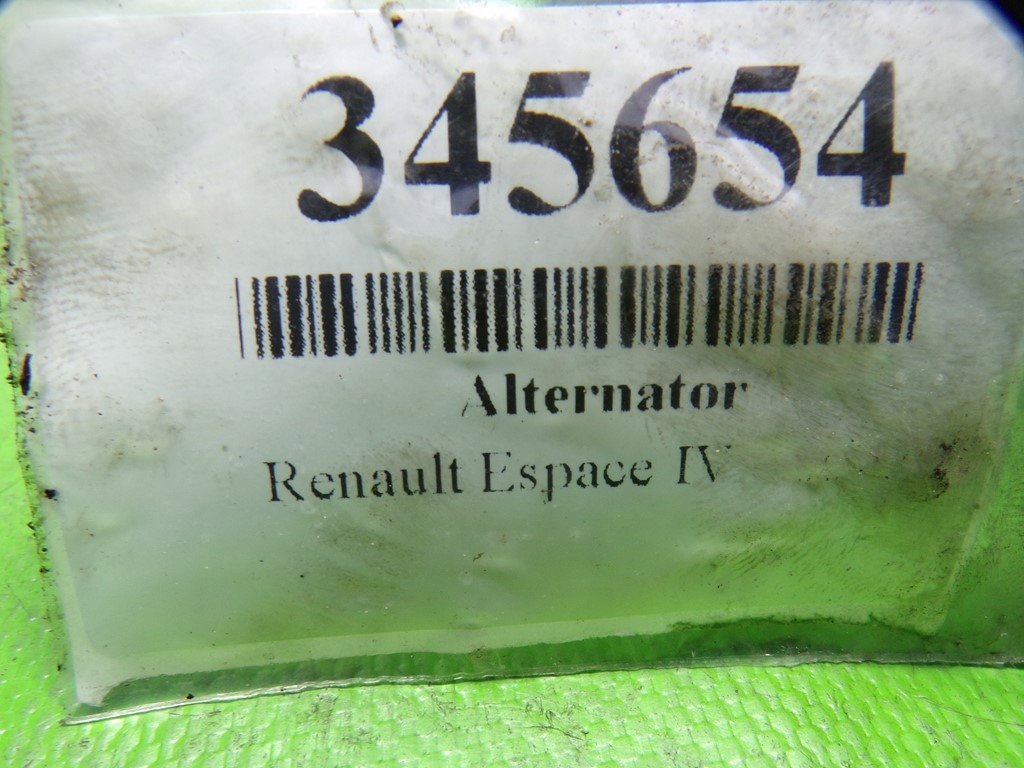 345654
Alternator
Renault Espace IV